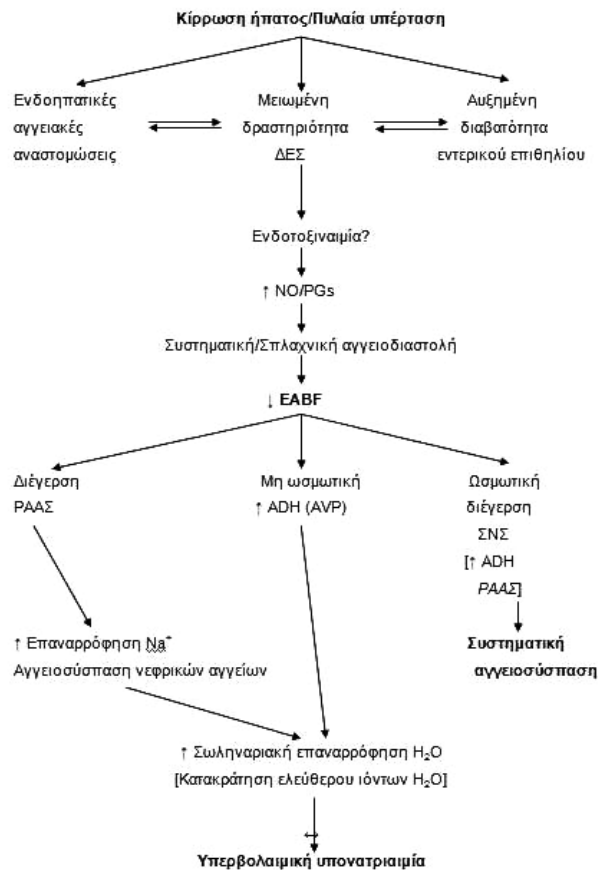 Κίρρωση ήπατος/Πυλαία υπέρταση
Ενδοηπατικές
αγγειακές
αναστομώσεις
Μειωμένη
δραστηριότητα
ΔΕΣ
Αυξημένη
διαβατότητα
εντερικού επιθηλίου
Ενδοτοξιναιμία?
↑ NO/PGs
Συστηματική/Σπλαχνική αγγειοδιαστολή
↓ EABF
Διέγερση
ΡΑΑΣ
Μη ωσμωτική
↑ ADH (AVP)
Ωσμωτική
διέγερση
ΣΝΣ
[↑ ADH
ΡΑΑΣ]
↑ Επαναρρόφηση Na⁺
Αγγειοσύσπαση νεφρικών αγγείων
Συστηματική
αγγειοσύσπαση
↑ Σωληναριακή επαναρρόφηση H₂O
[Κατακράτηση ελεύθερου ιόντων H₂O]
Υπερβολαιμική υπονατριαιμία